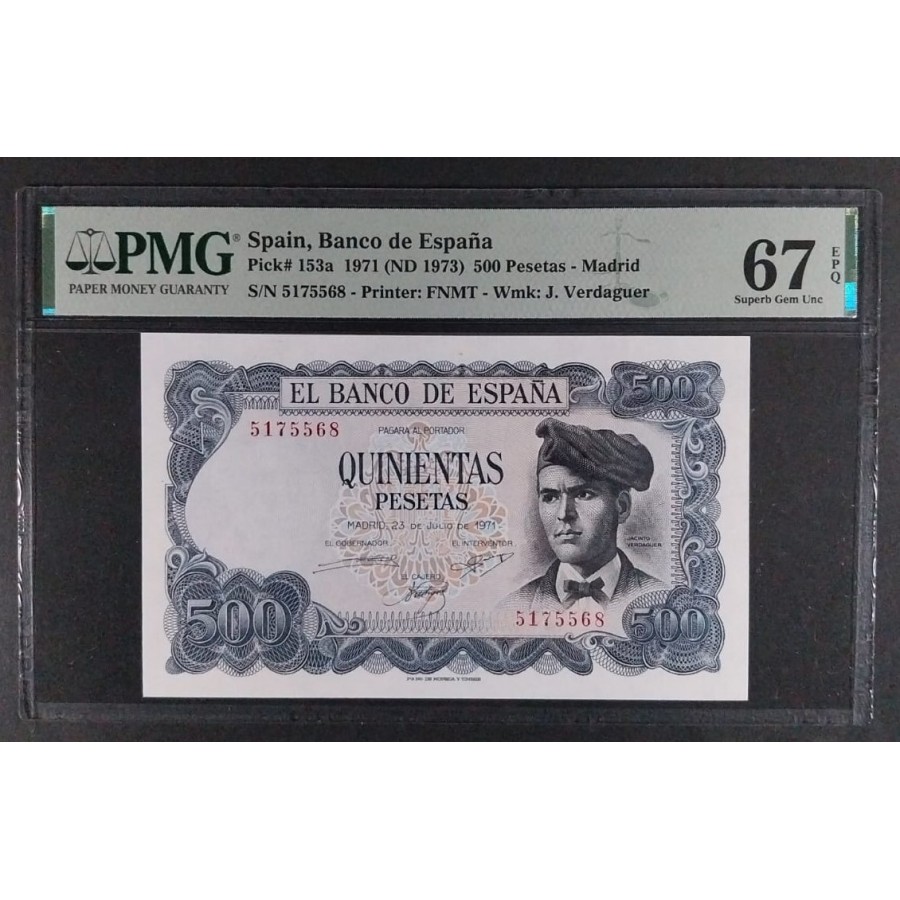 PMG®
PAPER MONEY GUARANTY
Spain, Banco de España
Pick# 153a 1971 (ND 1973) 500 Pesetas - Madrid
S/N 5175568 - Printer: FNMT - Wmk: J. Verdaguer
67
EPQ
Superb Gem Unc
EL BANCO DE ESPAÑA
500
5175568
PAGARA AL PORTADOR
QUINIENTAS
PESETAS
MADRID, 23 DE JULIO DE 1971
EL GOBERNADOR
EL INTERVENTOR
EL CAJERO
JACINTO
VERDAGUER
500
5175568
500